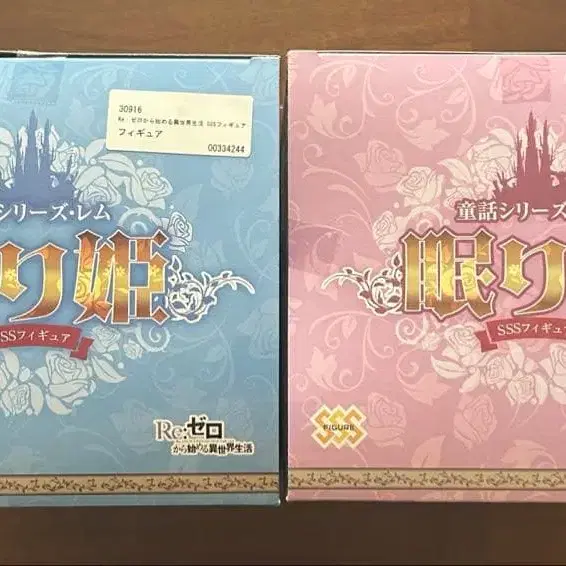 30916
Re:ゼロから始める異世界生活 SSSフィギュア
フィギュア
00334244
シリーズ・レム
り姫
SSSフィギュア
Re:ゼロ
から始める異世界生活
童話シリーズ
眠り
SSSフィギュ
SSS
FIGURE